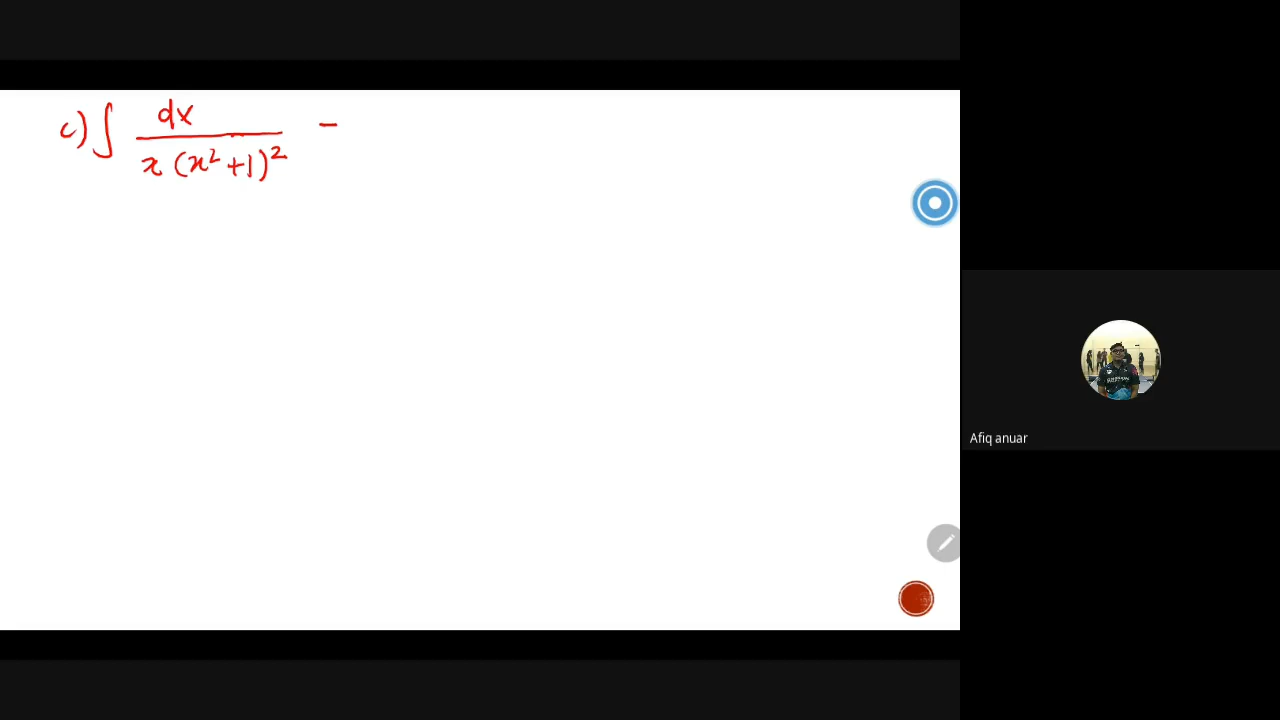 c) ∫ dx / x (x² + 1)² −
Afiq anuar